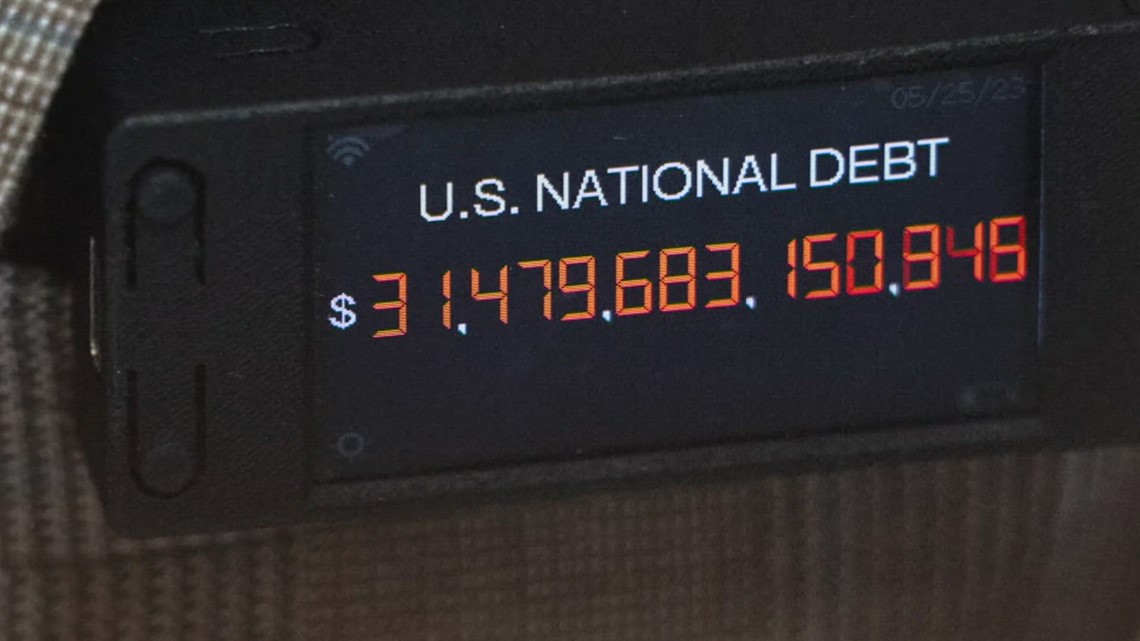 05/25/23
U.S. NATIONAL DEBT
$31,479,683,150,948